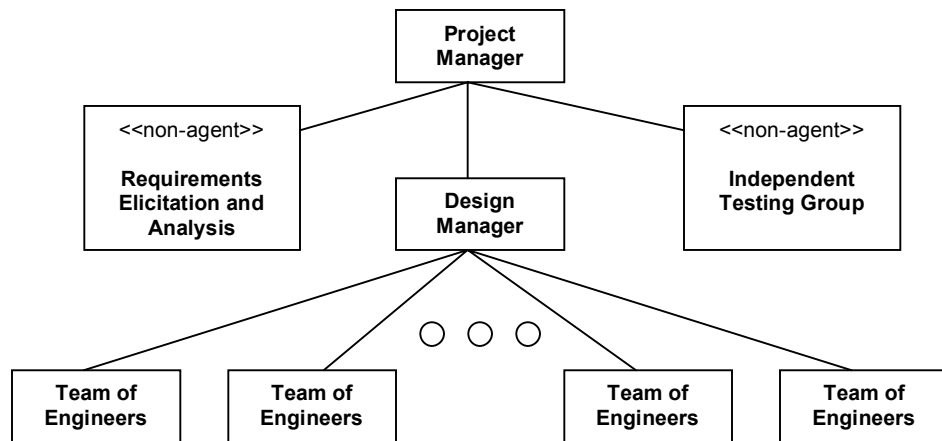 Project
Manager
<<non-agent>>
Requirements
Elicitation and
Analysis
Design
Manager
<<non-agent>>
Independent
Testing Group
Team of
Engineers
Team of
Engineers
Team of
Engineers
Team of
Engineers